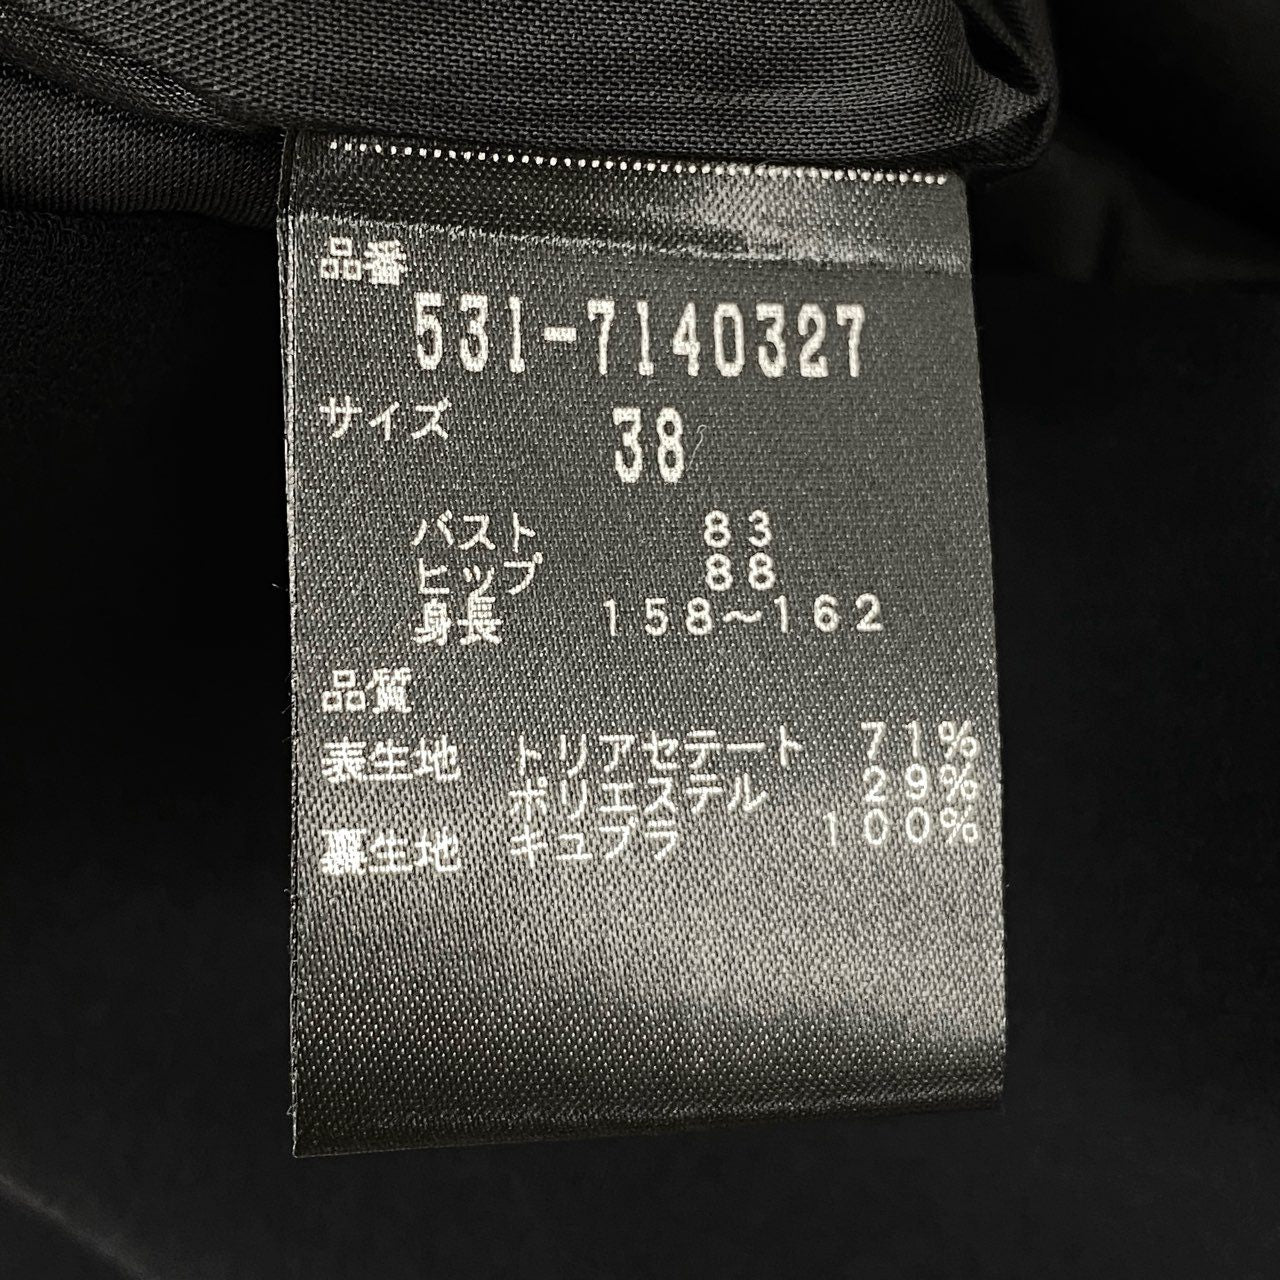 品番
531-7140327
サイズ 38
バスト 83
ヒップ 88
身長 158~162
品質
表生地 トリアセテート 71%
ポリエステル 29%
裏生地 キュプラ 100%